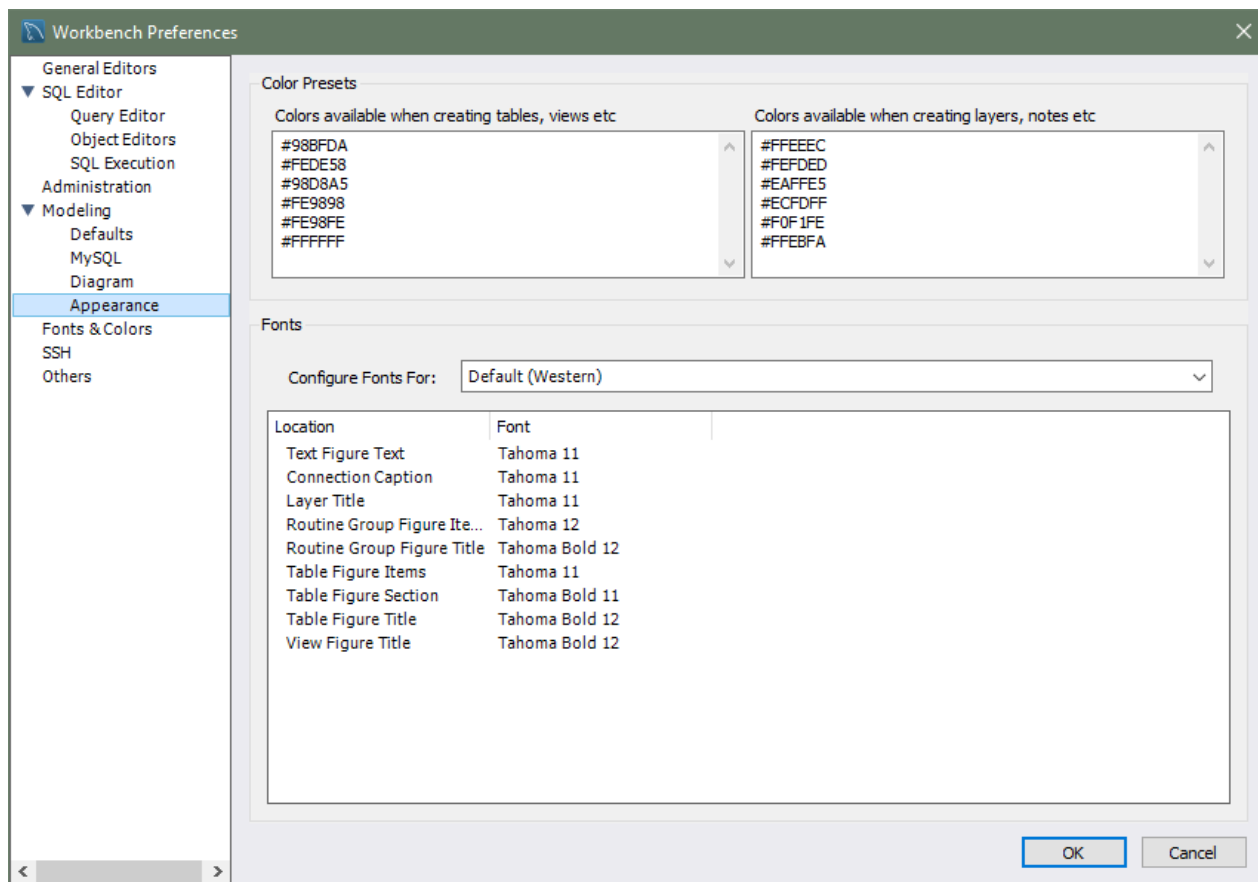 Workbench Preferences
General Editors
SQL Editor
Query Editor
Object Editors
SQL Execution
Administration
Modeling
Defaults
MySQL
Diagram
Appearance
Fonts & Colors
SSH
Others
Color Presets
Colors available when creating tables, views etc
#98BFDA
#FEDE58
#98D8A5
#FE9898
#FE98FE
#FFFFFF
Colors available when creating layers, notes etc
#FFEEEC
#FEFDED
#EAFFE5
#ECFDFF
#F0F1FE
#FFEBFA
Fonts
Configure Fonts For: Default (Western)
Location Font
Text Figure Text Tahoma 11
Connection Caption Tahoma 11
Layer Title Tahoma 11
Routine Group Figure Ite... Tahoma 12
Routine Group Figure Title Tahoma Bold 12
Table Figure Items Tahoma 11
Table Figure Section Tahoma Bold 11
Table Figure Title Tahoma Bold 12
View Figure Title Tahoma Bold 12
OK Cancel